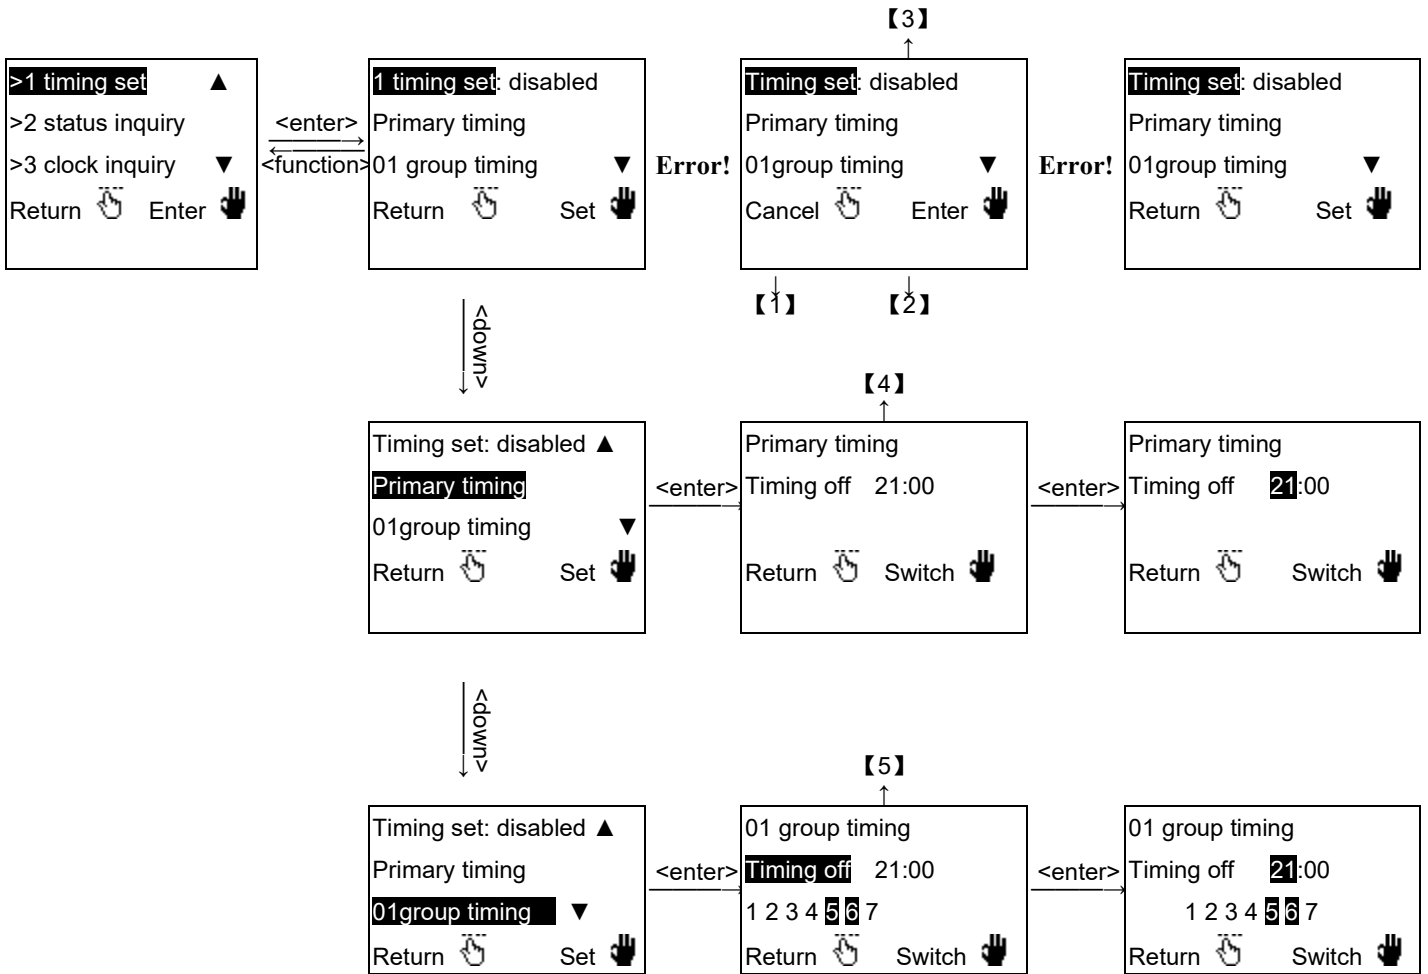 【3】
>1 timing set ▲
>2 status inquiry
>3 clock inquiry ▼
Return Enter
<enter>
<function>
1 timing set: disabled
Primary timing
01 group timing ▼
Return Set
Error!
Timing set: disabled
Primary timing
01group timing ▼
Cancel Enter
Error!
Timing set: disabled
Primary timing
01group timing ▼
Return Set
【1】 【2】
<down>
【4】
Timing set: disabled ▲
Primary timing
01group timing ▼
Return Set
<enter>
Primary timing
Timing off 21:00
Return Switch
<enter>
Primary timing
Timing off 21:00
Return Switch
<down>
【5】
Timing set: disabled ▲
Primary timing
01group timing ▼
Return Set
<enter>
01 group timing
Timing off 21:00
1 2 3 4 5 6 7
Return Switch
<enter>
01 group timing
Timing off 21:00
1 2 3 4 5 6 7
Return Switch